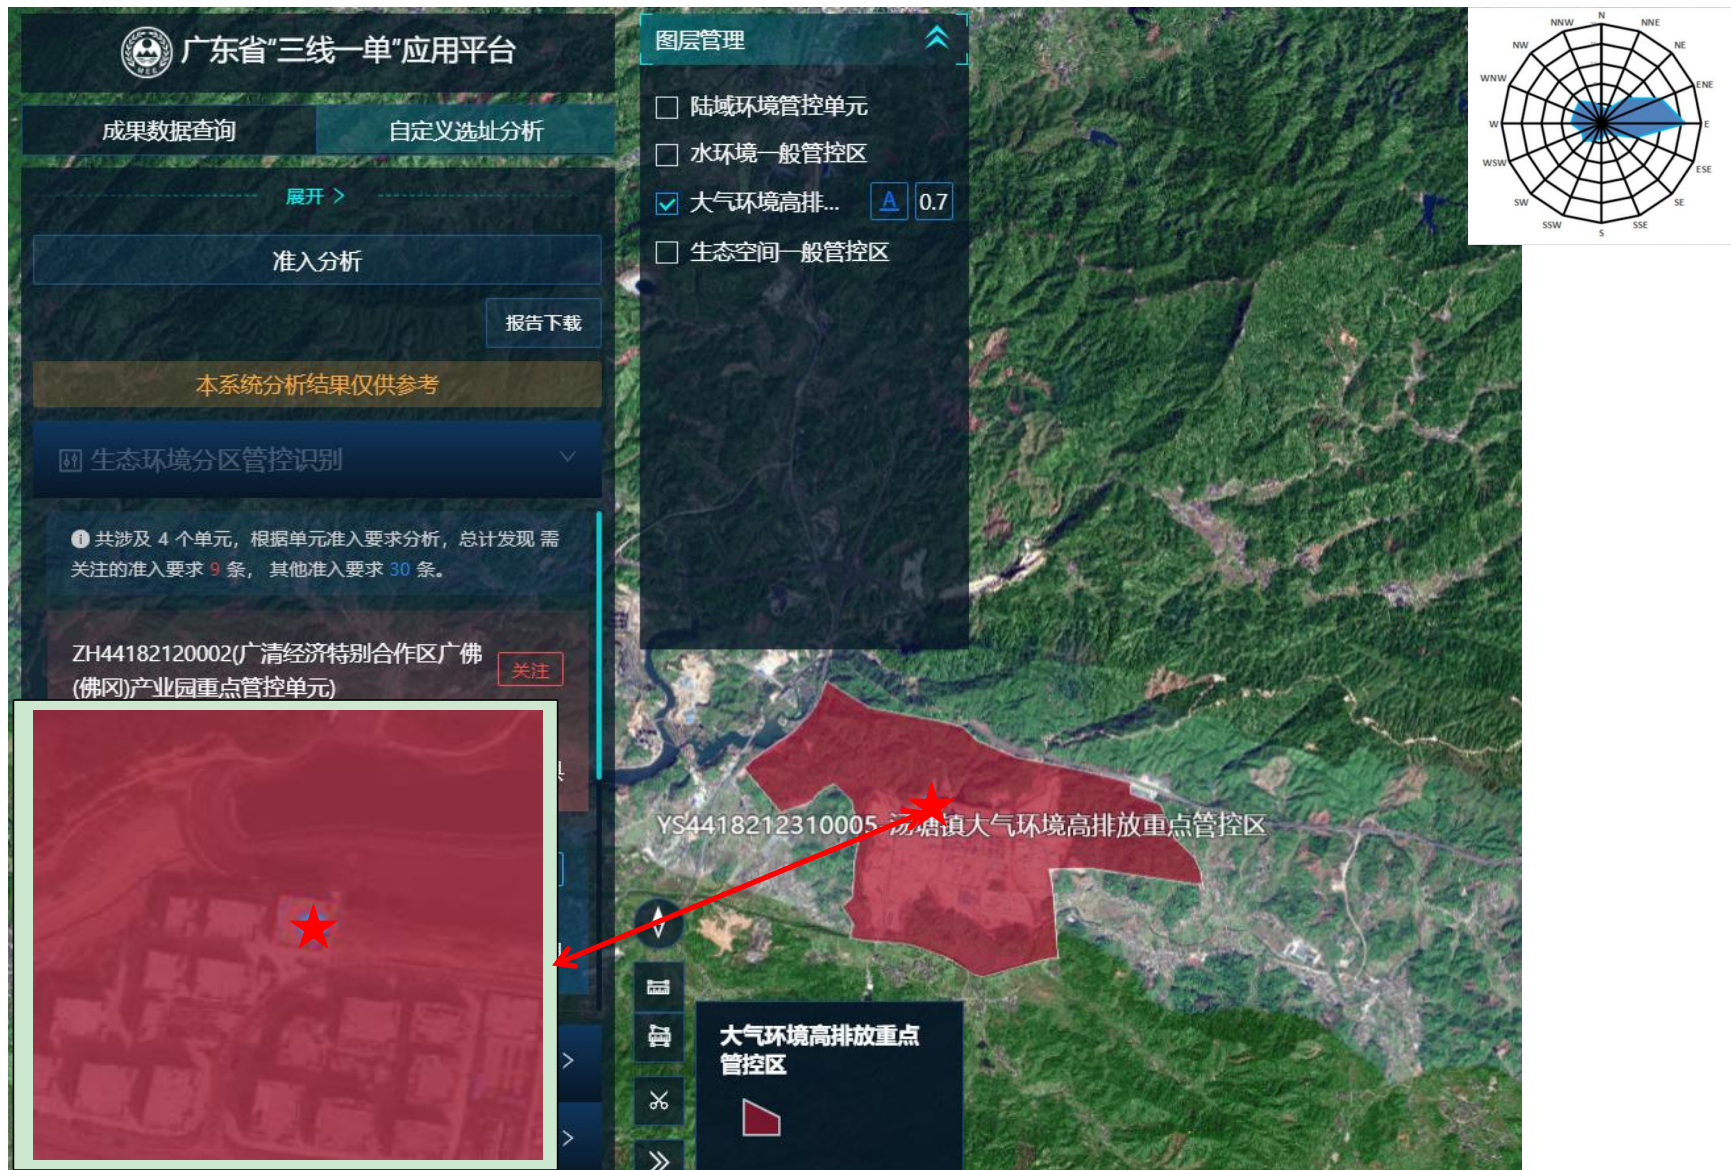 广东省“三线一单”应用平台
成果数据查询
自定义选址分析
展开 >
准入分析
报告下载
本系统分析结果仅供参考
生态环境分区管控识别
共涉及 4 个单元，根据单元准入要求分析，总计发现 需
关注的准入要求 9 条， 其他准入要求 30 条。
ZH44182120002(广清经济特别合作区广佛
(佛冈)产业园重点管控单元)
关注
图层管理
陆域环境管控单元
水环境一般管控区
大气环境高排...
A
0.7
生态空间一般管控区
YS4418212310005 汤塘镇大气环境高排放重点管控区
大气环境高排放重点
管控区
N
NNE
NE
ENE
E
ESE
SE
SSE
S
SSW
SW
WSW
W
WNW
NW
NNW